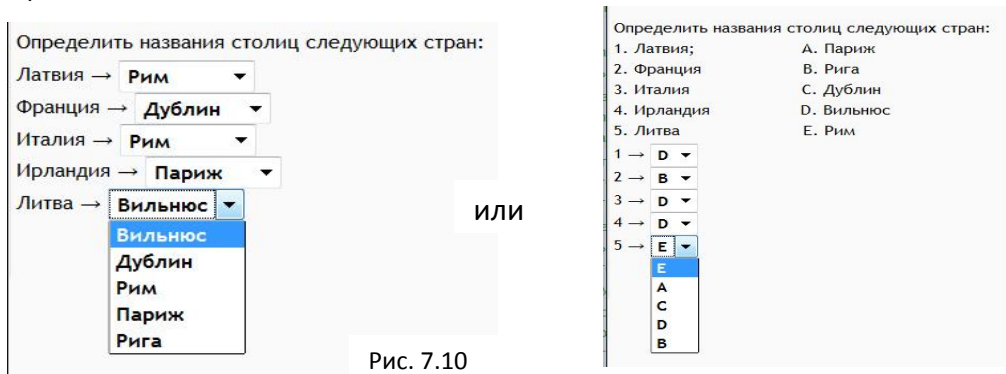 Определить названия столиц следующих стран:
Латвия → Рим
Франция → Дублин
Италия → Рим
Ирландия → Париж
Литва → Вильнюс
Вильнюс
Дублин
Рим
Париж
Рига
или
Рис. 7.10
Определить названия столиц следующих стран:
1. Латвия; A. Париж
2. Франция B. Рига
3. Италия C. Дублин
4. Ирландия D. Вильнюс
5. Литва E. Рим
1 → D
2 → B
3 → D
4 → D
5 → E
E
A
C
D
B